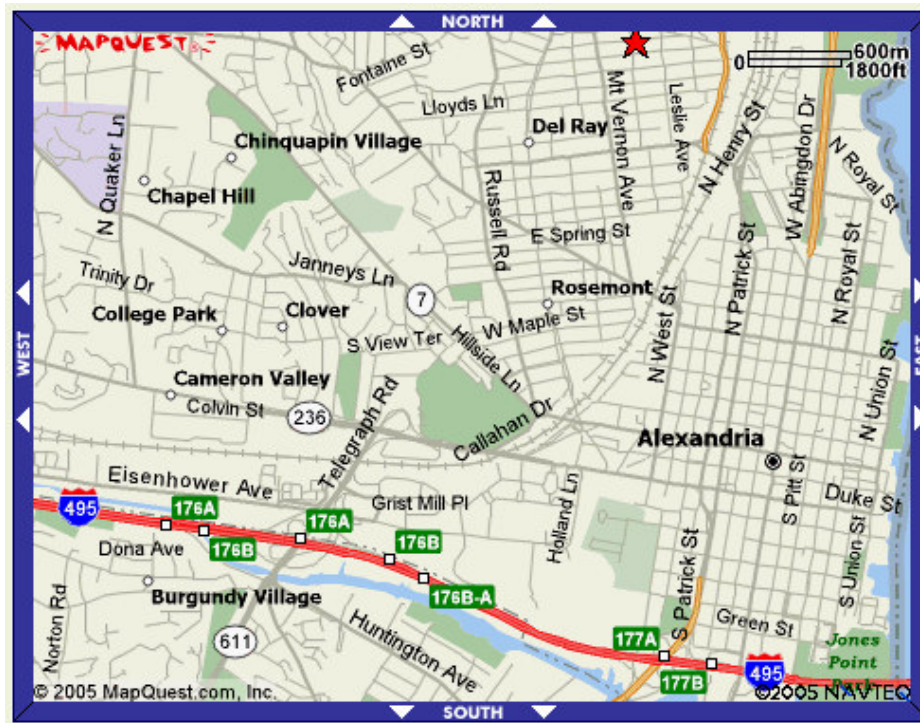 NORTH
MAPQUEST
600m
0
1800ft
Fontaine St
Lloyds Ln
Mt Vernon Ave
Leslie Ave
N Henry St
W Abingdon Dr
N Royal St
Del Ray
Chinquapin Village
N Quaker Ln
Chapel Hill
Russell Rd
E Spring St
N Patrick St
N Royal St
Trinity Dr
Janneys Ln
7
Rosemont
College Park
Clover
W Maple St
S View Ter
Hillside Ln
N West St
WEST
EAST
Cameron Valley
Colvin St
236
Telegraph Rd
Callahan Dr
N Union St
Alexandria
Eisenhower Ave
Grist Mill Pl
Holland Ln
S Pitt St
Duke St
495
176A
176B
176A
176B
176B-A
Dona Ave
Burgundy Village
Norton Rd
611
Huntington Ave
S Patrick St
S Union St
Green St
177A
177B
495
Jones
Point
Park
© 2005 MapQuest.com, Inc.
©2005 NAVTEQ
SOUTH